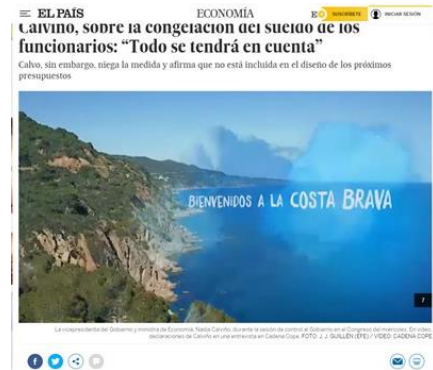 EL PAÍS
ECONOMÍA
SUSCRÍBETE
INICIAR SESIÓN
Calviño, sobre la congelación del sueldo de los
funcionarios: “Todo se tendrá en cuenta”
Calvo, sin embargo, niega la medida y afirma que no está incluida en el diseño de los próximos
presupuestos
BIENVENIDOS A LA COSTA BRAVA
7
La vicepresidenta del Gobierno y ministra de Economía, Nadia Calviño, durante la sesión de control al Gobierno en el Congreso del miércoles. En vídeo,
declaraciones de Calviño en una entrevista en Cadena Cope. FOTO: J. J. GUILLÉN (EFE) / VÍDEO: CADENA COPE